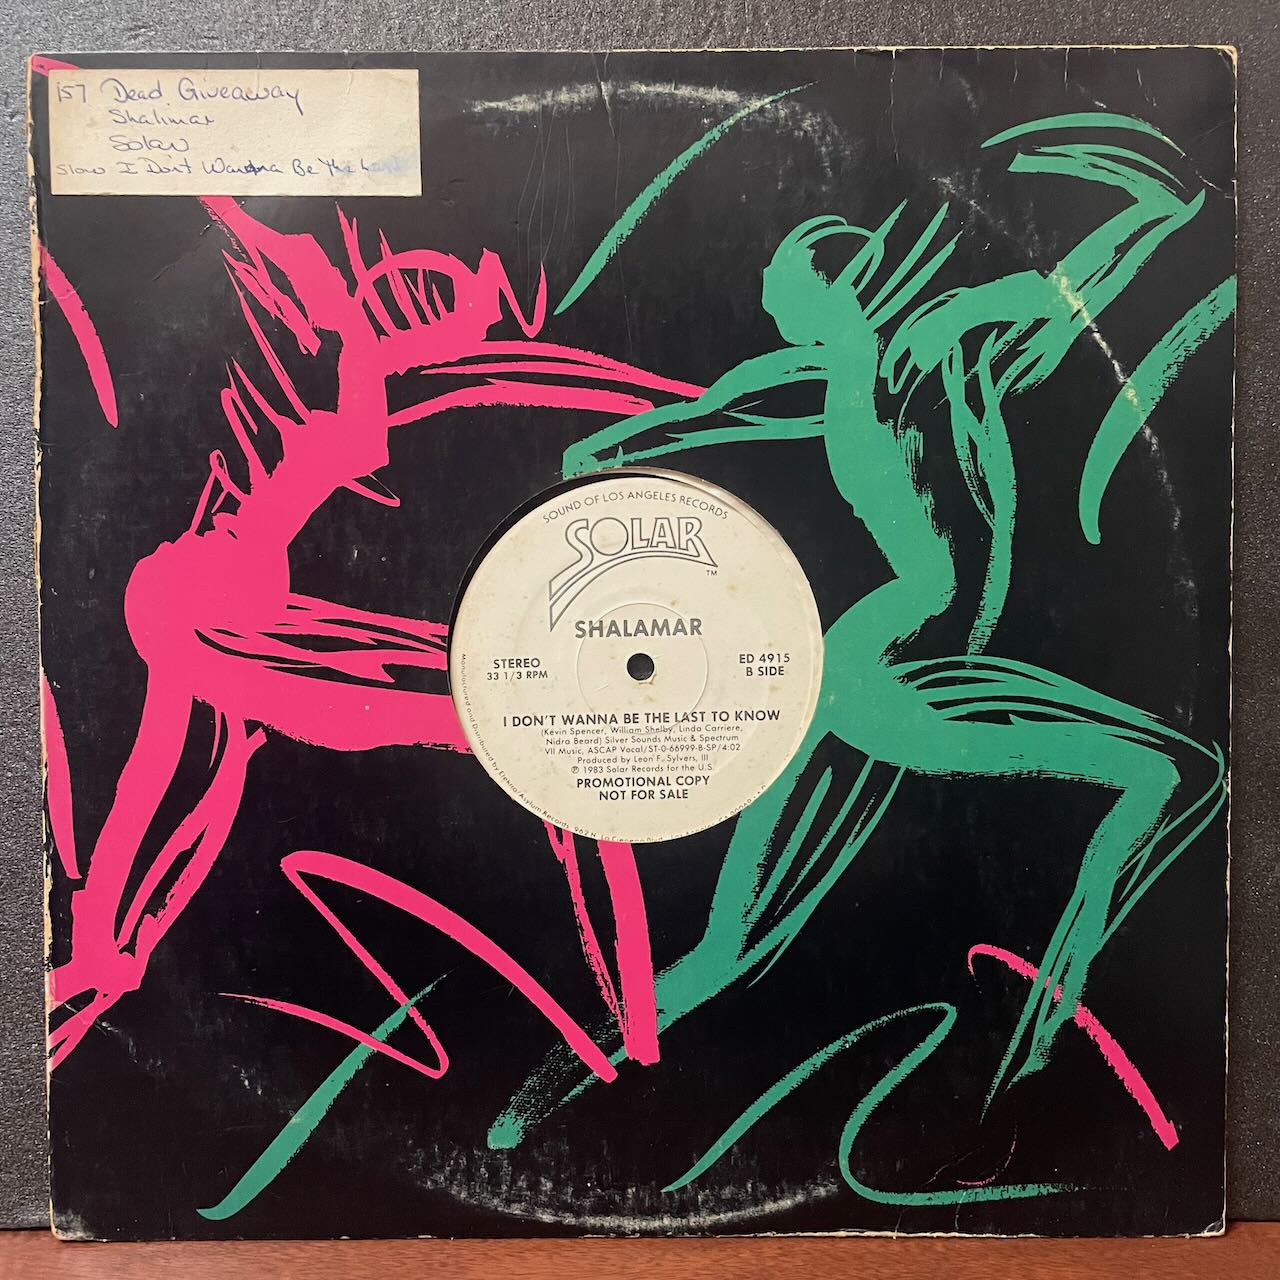 157 Dead Giveaway
Shalimar
Solar
Slow I Don't Wanna Be The
SOUND OF LOS ANGELES RECORDS
SOLAR
TM
SHALAMAR
STEREO
33 1/3 RPM
ED 4915
B SIDE
I DON'T WANNA BE THE LAST TO KNOW
(Kevin Spencer, William Shelby, Linda Carriere,
Nidra Beard) Silver Sounds Music & Spectrum
VII Music, ASCAP Vocal/ST-0-66999-B-SP/4:02
Produced by Leon F. Sylvers, III
℗ 1983 Solar Records for the U.S.
PROMOTIONAL COPY
NOT FOR SALE
Manufactured and Distributed by Elektra/Asylum Records, 962 N. La Cienega Blvd.